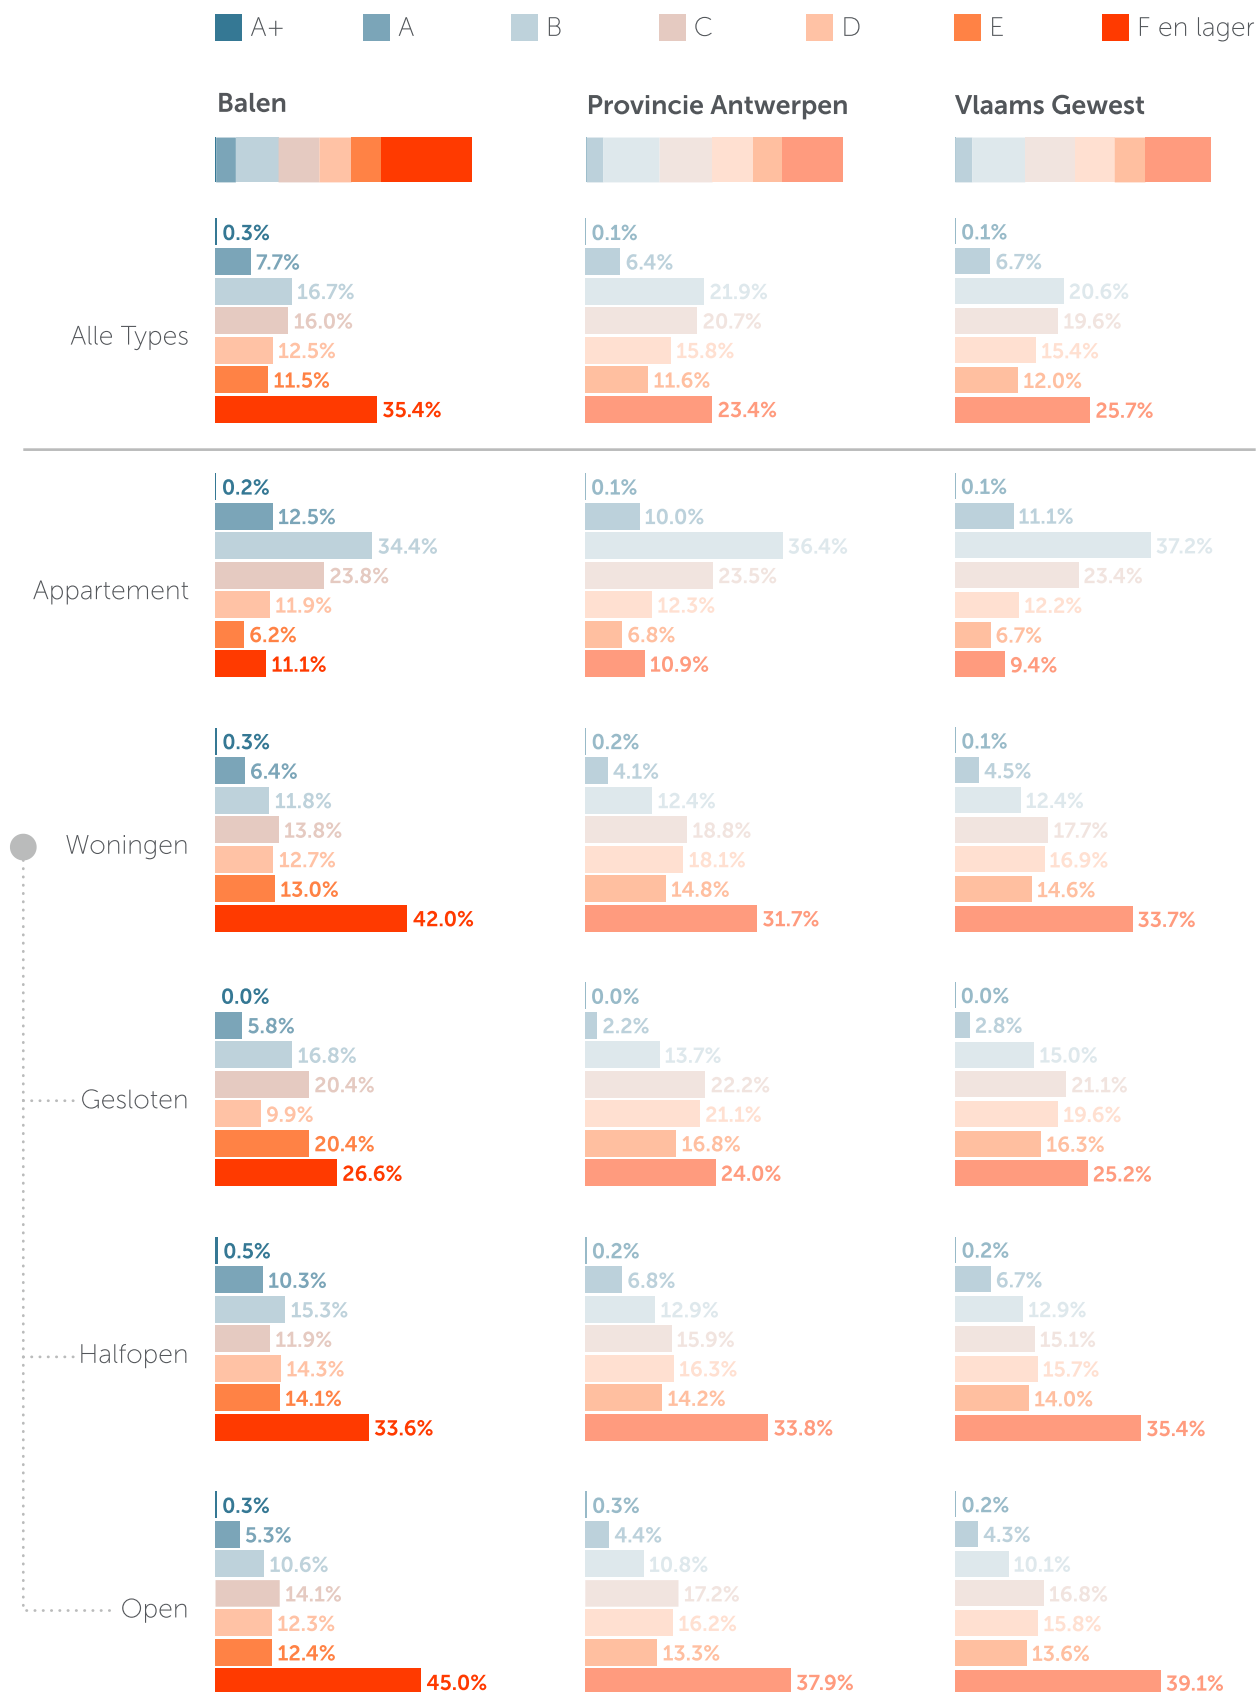 A+ A B C D E F en lager
Balen Provincie Antwerpen Vlaams Gewest
0.3% 0.1% 0.1%
7.7% 6.4% 6.7%
16.7% 21.9% 20.6%
16.0% 20.7% 19.6%
Alle Types
12.5% 15.8% 15.4%
11.5% 11.6% 12.0%
35.4% 23.4% 25.7%
0.2% 0.1% 0.1%
12.5% 10.0% 11.1%
34.4% 36.4% 37.2%
23.8% 23.5% 23.4%
Appartement
11.9% 12.3% 12.2%
6.2% 6.8% 6.7%
11.1% 10.9% 9.4%
0.3% 0.2% 0.1%
6.4% 4.1% 4.5%
11.8% 12.4% 12.4%
13.8% 18.8% 17.7%
Woningen
12.7% 18.1% 16.9%
13.0% 14.8% 14.6%
42.0% 31.7% 33.7%
0.0% 0.0% 0.0%
5.8% 2.2% 2.8%
16.8% 13.7% 15.0%
20.4% 22.2% 21.1%
Gesloten
9.9% 21.1% 19.6%
20.4% 16.8% 16.3%
26.6% 24.0% 25.2%
0.5% 0.2% 0.2%
10.3% 6.8% 6.7%
15.3% 12.9% 12.9%
11.9% 15.9% 15.1%
Halfopen
14.3% 16.3% 15.7%
14.1% 14.2% 14.0%
33.6% 33.8% 35.4%
0.3% 0.3% 0.2%
5.3% 4.4% 4.3%
10.6% 10.8% 10.1%
14.1% 17.2% 16.8%
Open
12.3% 16.2% 15.8%
12.4% 13.3% 13.6%
45.0% 37.9% 39.1%